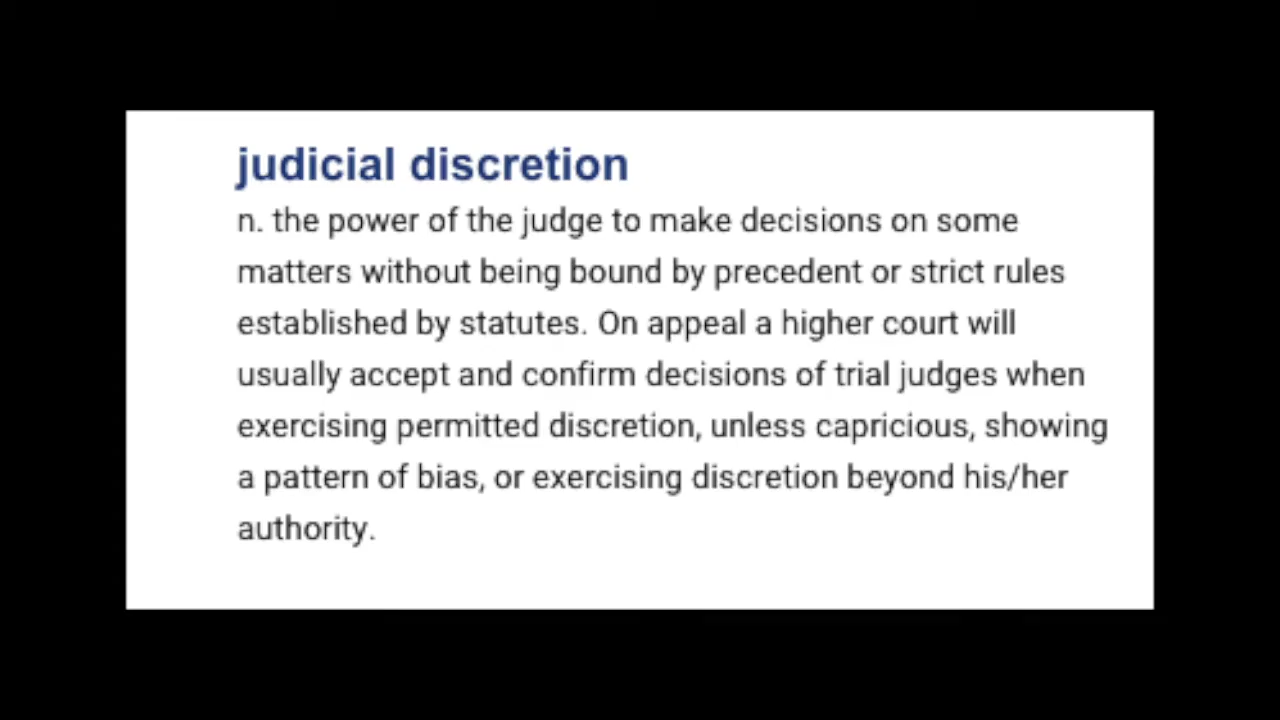 judicial discretion
n. the power of the judge to make decisions on some
matters without being bound by precedent or strict rules
established by statutes. On appeal a higher court will
usually accept and confirm decisions of trial judges when
exercising permitted discretion, unless capricious, showing
a pattern of bias, or exercising discretion beyond his/her
authority.